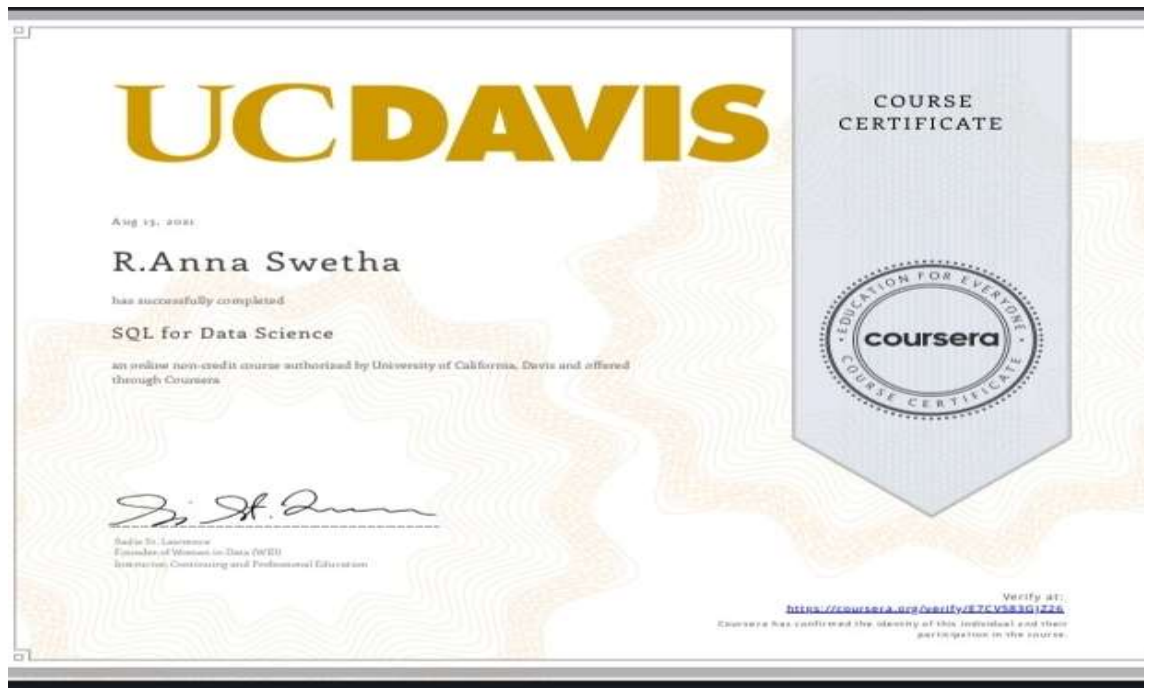 UCDAVIS
COURSE
CERTIFICATE
Aug 13, 2021
R.Anna Swetha
has successfully completed
SQL for Data Science
an online non-credit course authorized by University of California, Davis and offered
through Coursera
EDUCATION FOR EVERYONE
coursera
COURSE CERTIFICATE
Sadie St. Lawrence
Founder of Women in Data (WID)
Instructor, Continuing and Professional Education
Verify at:
https://coursera.org/verify/
Coursera has confirmed the identity of this individual and their
participation in the course.